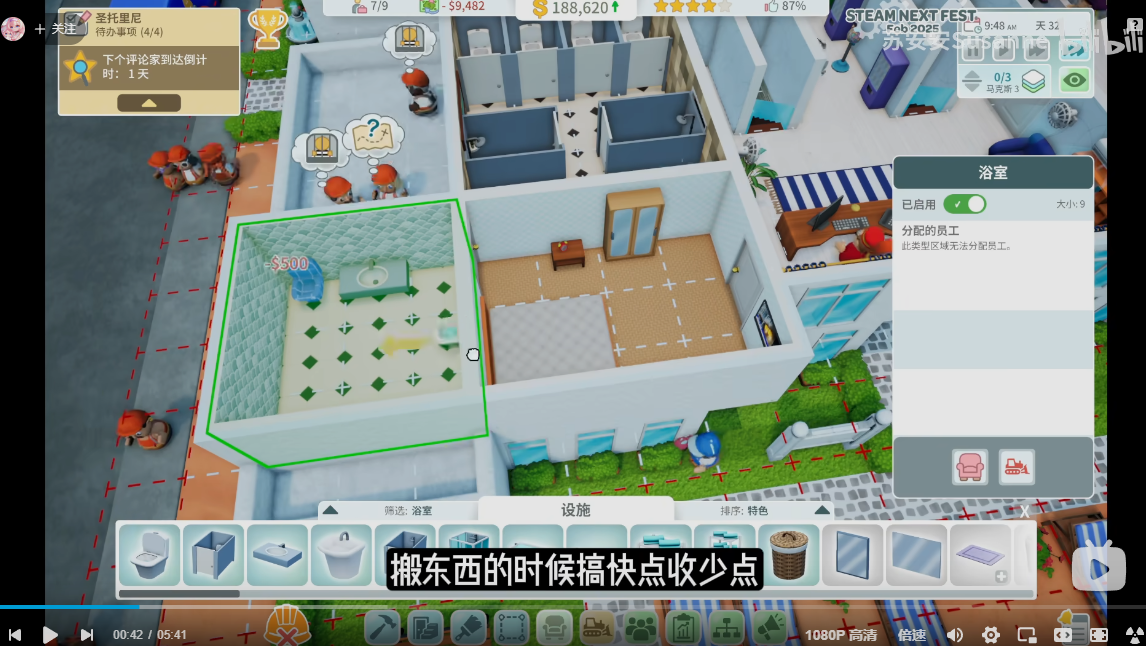 + 关注
圣托里尼
待办事项 (4/4)
下个评论家到达倒计
时： 1 天
7/9
- $9,482
188,620
87%
STEAM NEXT FEST
Feb 2025
9:48 AM
天 32
bilibili
0/3
马克斯 3
-$500
浴室
已启用
大小: 9
分配的员工
此类型区域无法分配员工。
筛选: 浴室
设施
排序: 特色
X
搬东西的时候搞快点收少点
00:42 / 05:41
1080P 高清
倍速